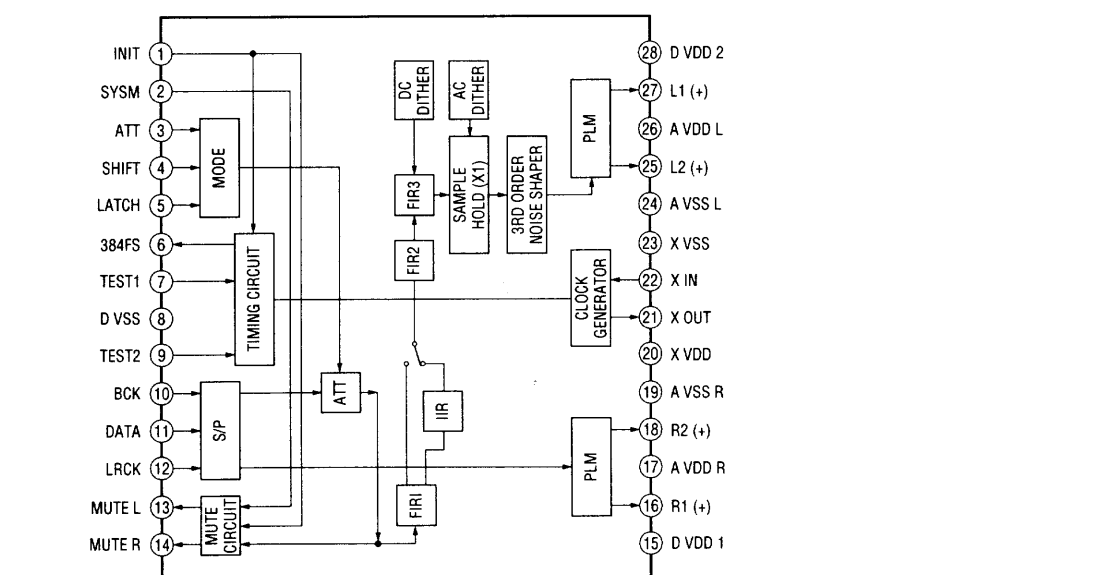 INIT 1
SYSM 2
ATT 3
SHIFT 4
LATCH 5
384FS 6
TEST1 7
D VSS 8
TEST2 9
BCK 10
DATA 11
LRCK 12
MUTE L 13
MUTE R 14
MODE
TIMING CIRCUIT
S/P
MUTE
CIRCUIT
ATT
DC
DITHER
AC
DITHER
FIR3
FIR2
SAMPLE
HOLD (X1)
3RD ORDER
NOISE SHAPER
IIR
FIR1
PLM
CLOCK
GENERATOR
PLM
28 D VDD 2
27 L1 (+)
26 A VDD L
25 L2 (+)
24 A VSS L
23 X VSS
22 X IN
21 X OUT
20 X VDD
19 A VSS R
18 R2 (+)
17 A VDD R
16 R1 (+)
15 D VDD 1